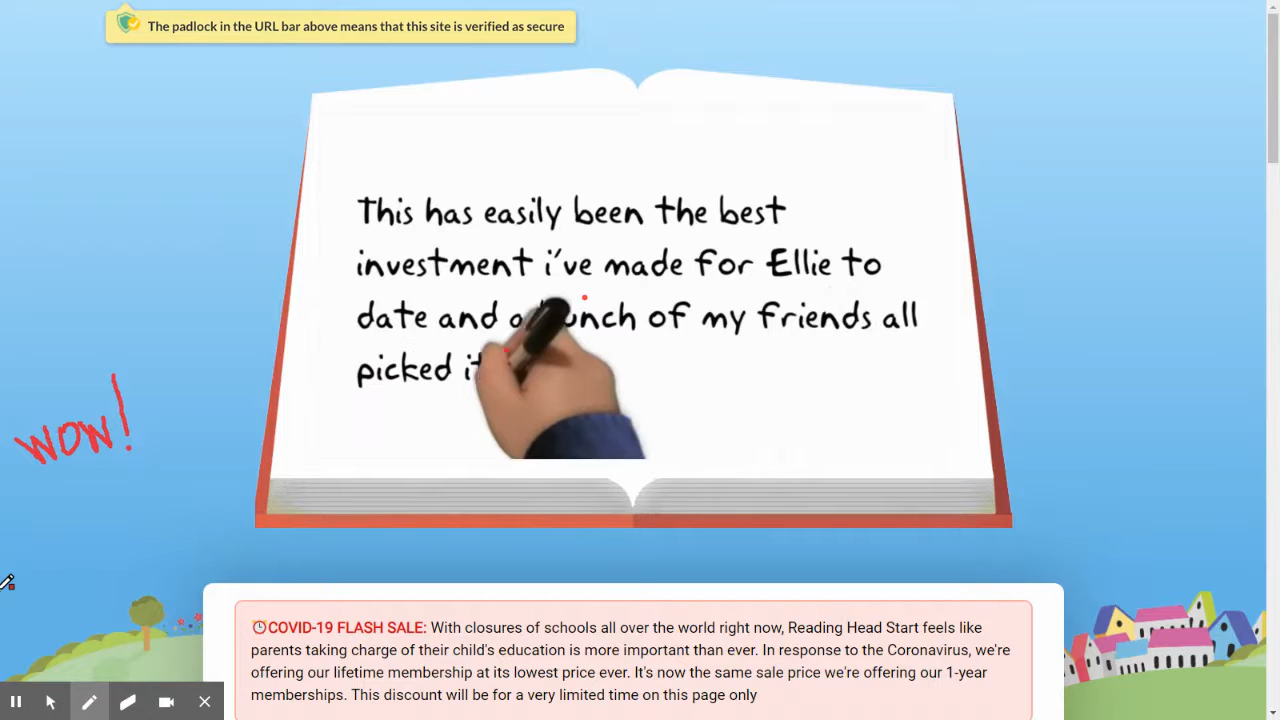 The padlock in the URL bar above means that this site is verified as secure
This has easily been the best
investment i've made for Ellie to
date and of my friends all
picked
WOW!
COVID-19 FLASH SALE: With closures of schools all over the world right now, Reading Head Start feels like
parents taking charge of their child's education is more important than ever. In response to the Coronavirus, we're
offering our lifetime membership at its lowest price ever. It's now the same sale price we're offering our 1-year
memberships. This discount will be for a very limited time on this page only